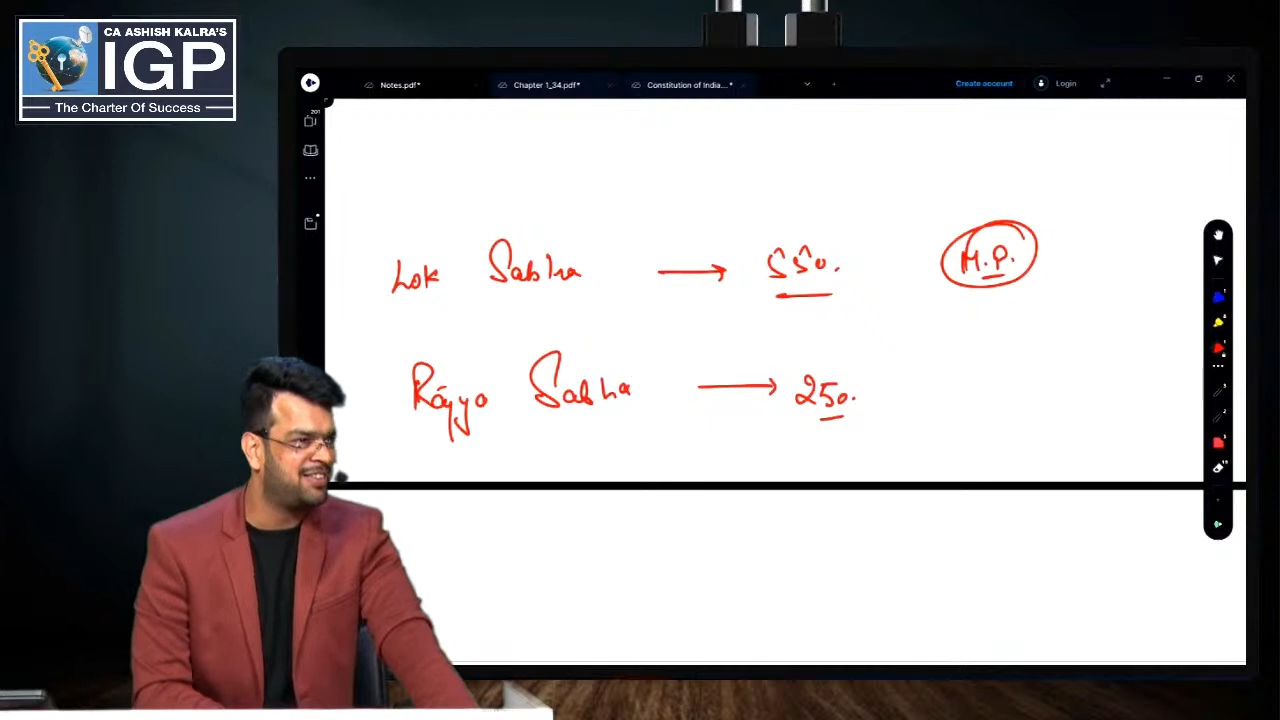 CA ASHISH KALRA'S
IGP
The Charter Of Success
Notes.pdf*
Chapter 1_34.pdf*
Constitution of India...*
Create account
Login
201
Lok Sabha → 550.
M.P.
Rajya Sabha → 250.